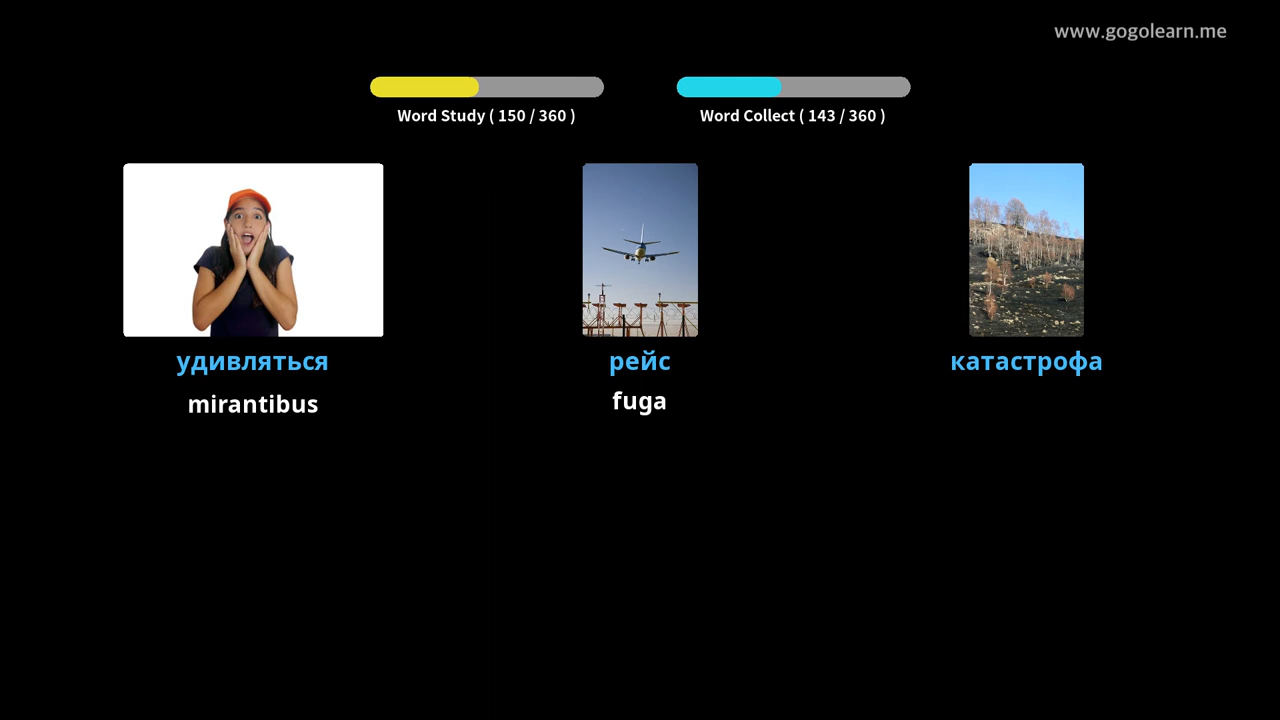 www.gogolearn.me
Word Study ( 150 / 360 )
Word Collect ( 143 / 360 )
удивляться
рейс
катастрофа
mirantibus
fuga